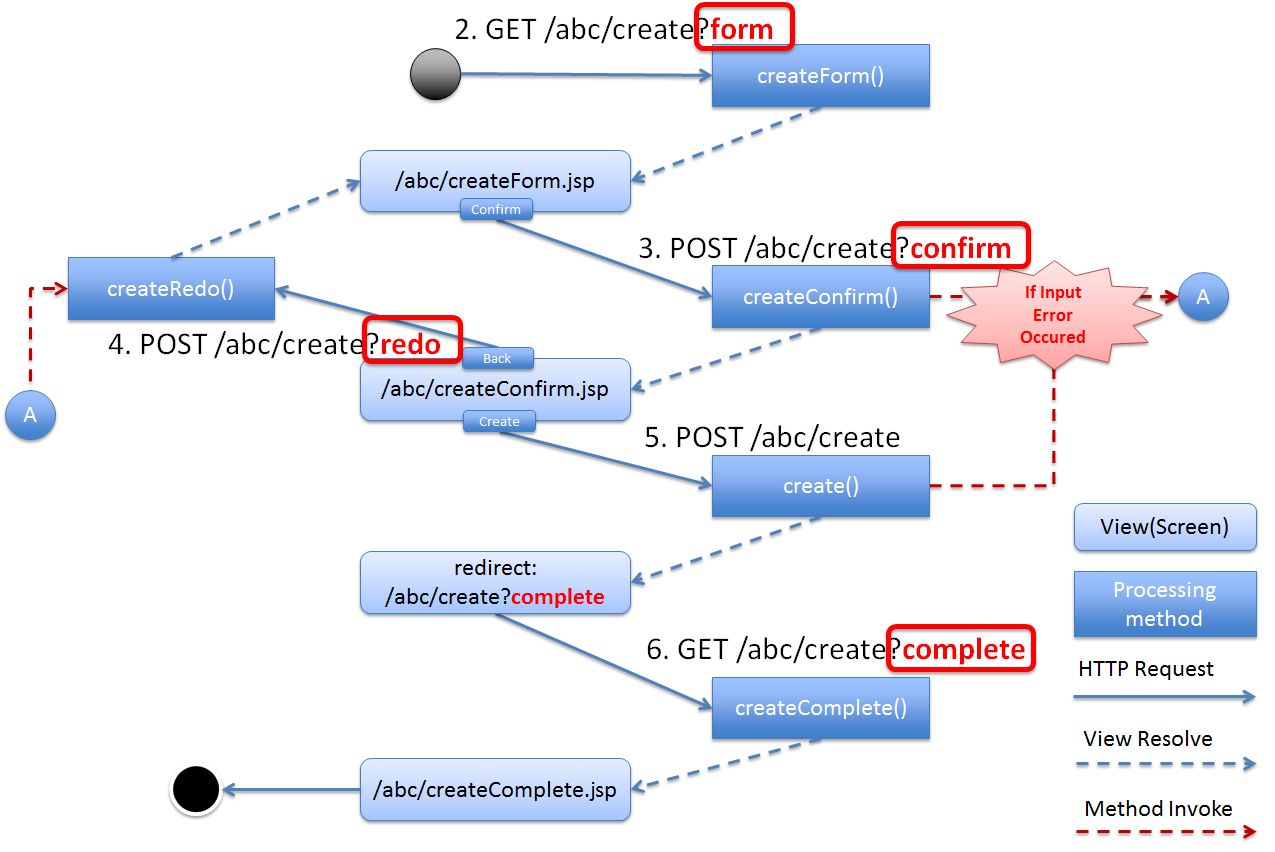 2. GET /abc/create?form
createForm()
/abc/createForm.jsp
Confirm
3. POST /abc/create?confirm
createConfirm()
If Input
Error
Occured
A
createRedo()
4. POST /abc/create?redo
Back
/abc/createConfirm.jsp
Create
A
5. POST /abc/create
create()
redirect:
/abc/create?complete
6. GET /abc/create?complete
createComplete()
/abc/createComplete.jsp
View(Screen)
Processing
method
HTTP Request
View Resolve
Method Invoke